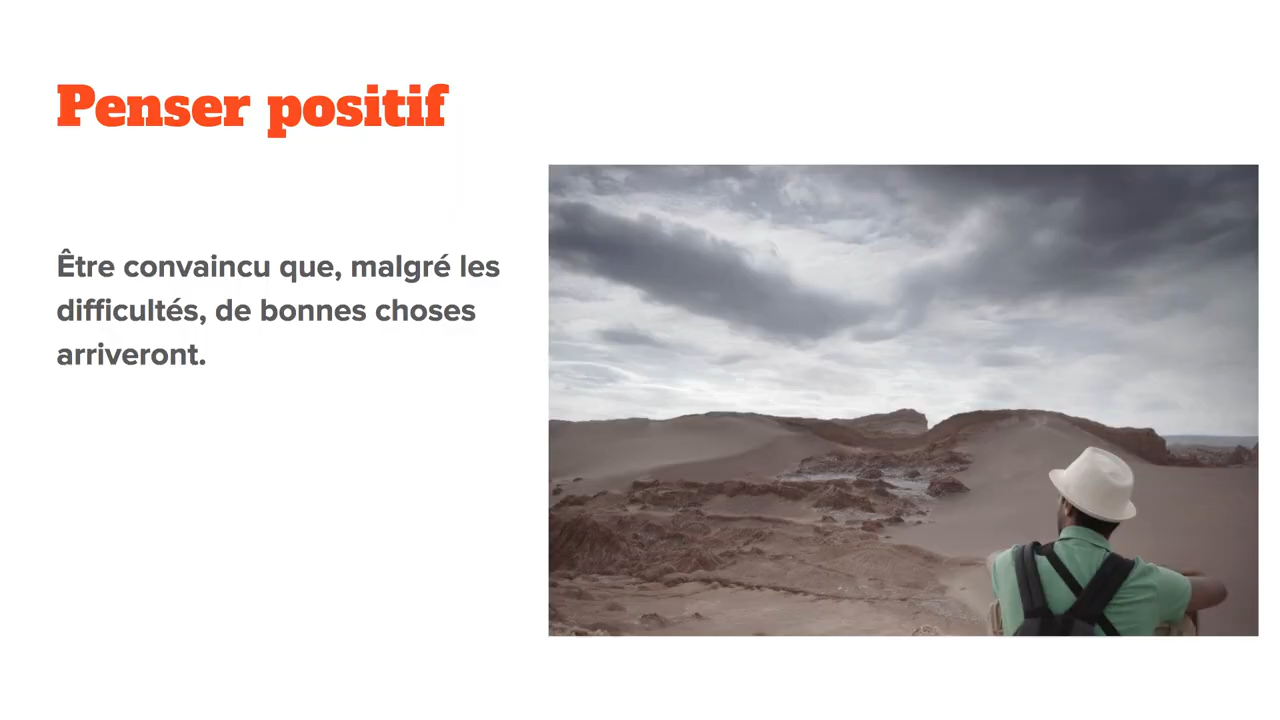 Penser positif
Être convaincu que, malgré les
difficultés, de bonnes choses
arriveront.